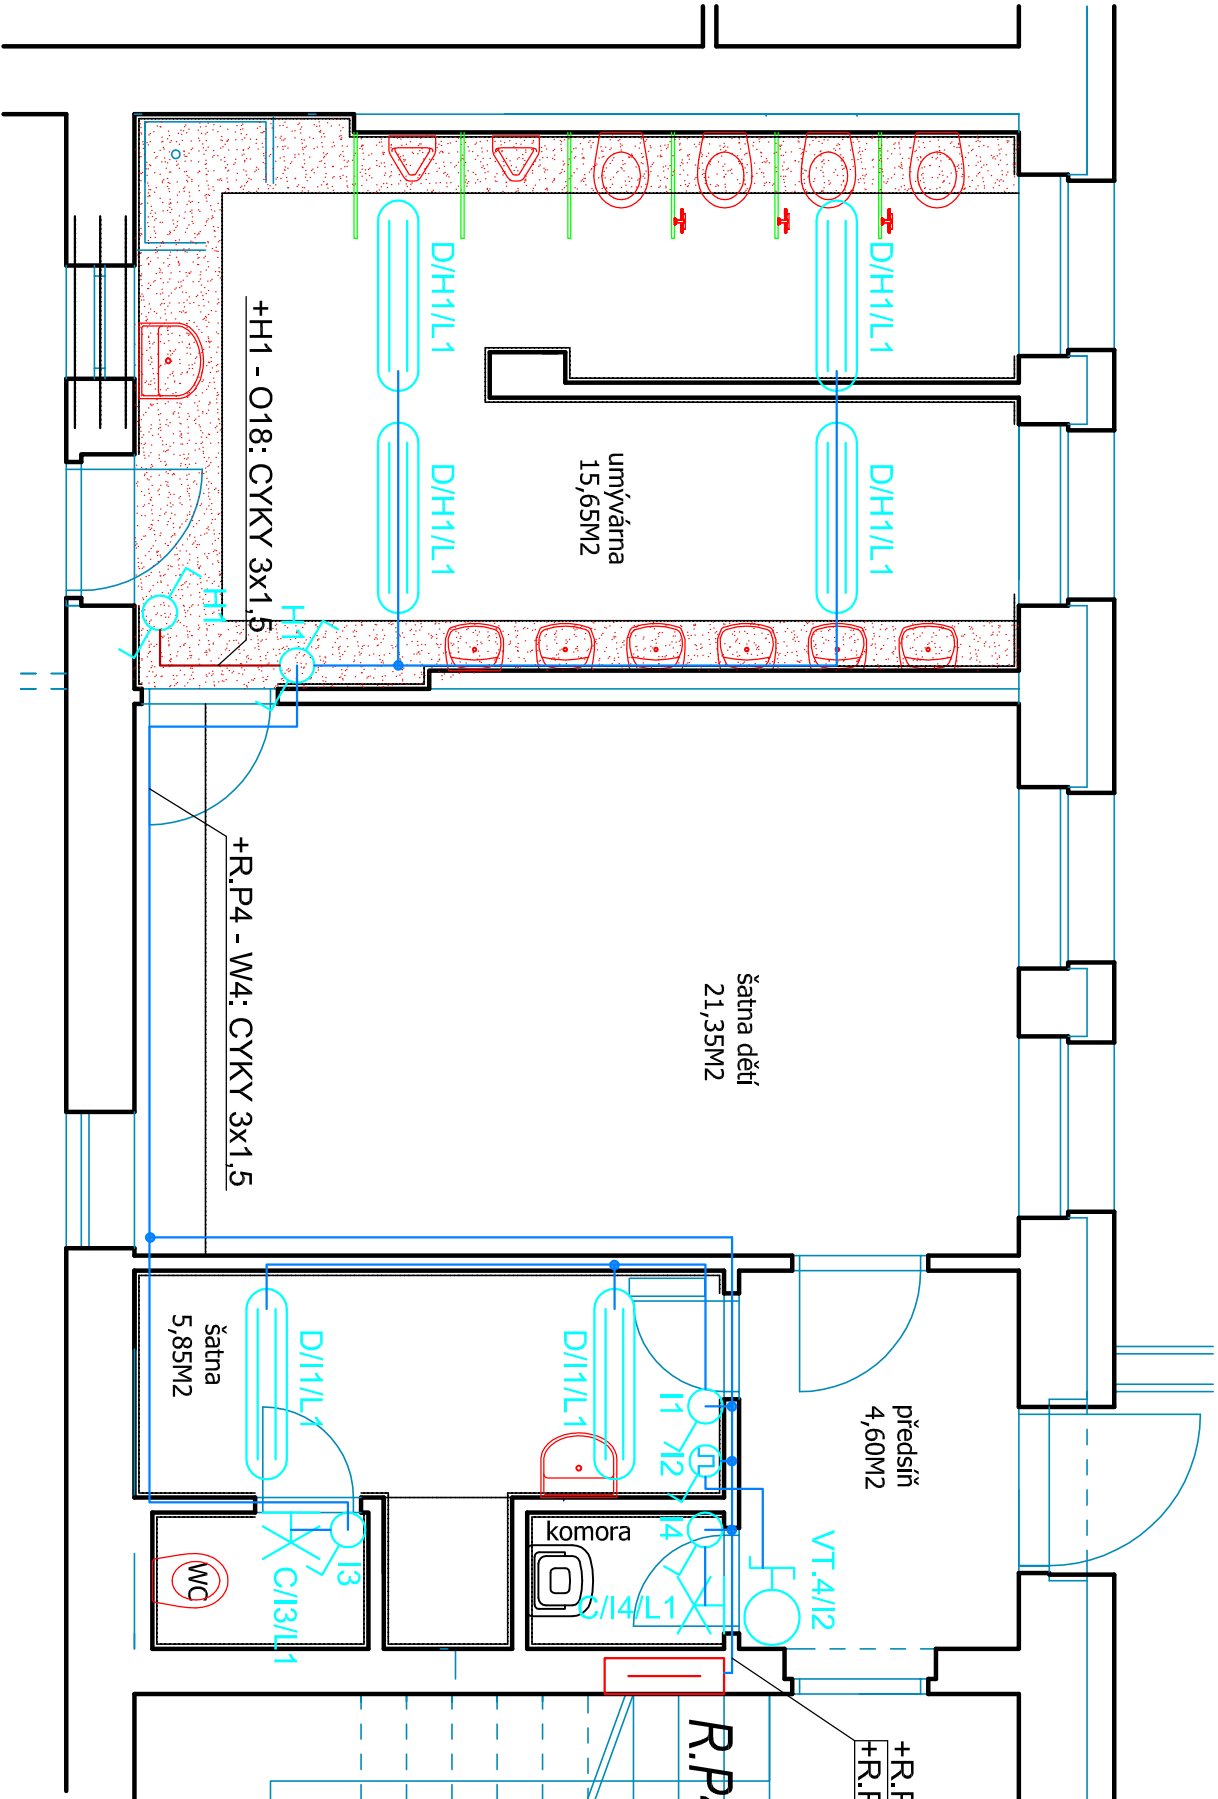 D/H1/L1
D/H1/L1
+H1 - O18: CYKY 3x1,5
D/H1/L1
D/H1/L1
umývárna
15,65M2
H
H1
+R.P4 - W4: CYKY 3x1,5
šatna dětí
21,35M2
šatna
5,85M2
D/I1/L1
D/I1/L1
I1
I2
předsíň
4,60M2
I4
komora
I3
WC
C/I3/L1
C/I4/L1
VT.4/I2
R.P
+R.
+R.